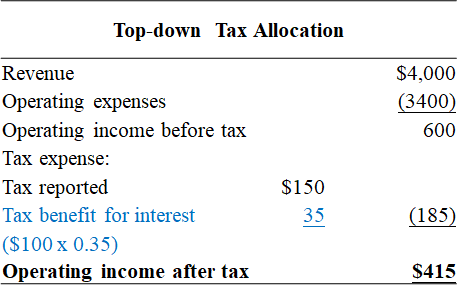 Top-down Tax Allocation
Revenue $4,000
Operating expenses (3400)
Operating income before tax 600
Tax expense:
Tax reported $150
Tax benefit for interest 35 (185)
($100 x 0.35)
Operating income after tax $415